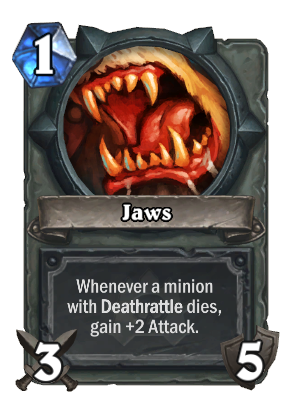 1
Jaws
Whenever a minion
with Deathrattle dies,
gain +2 Attack.
3
5